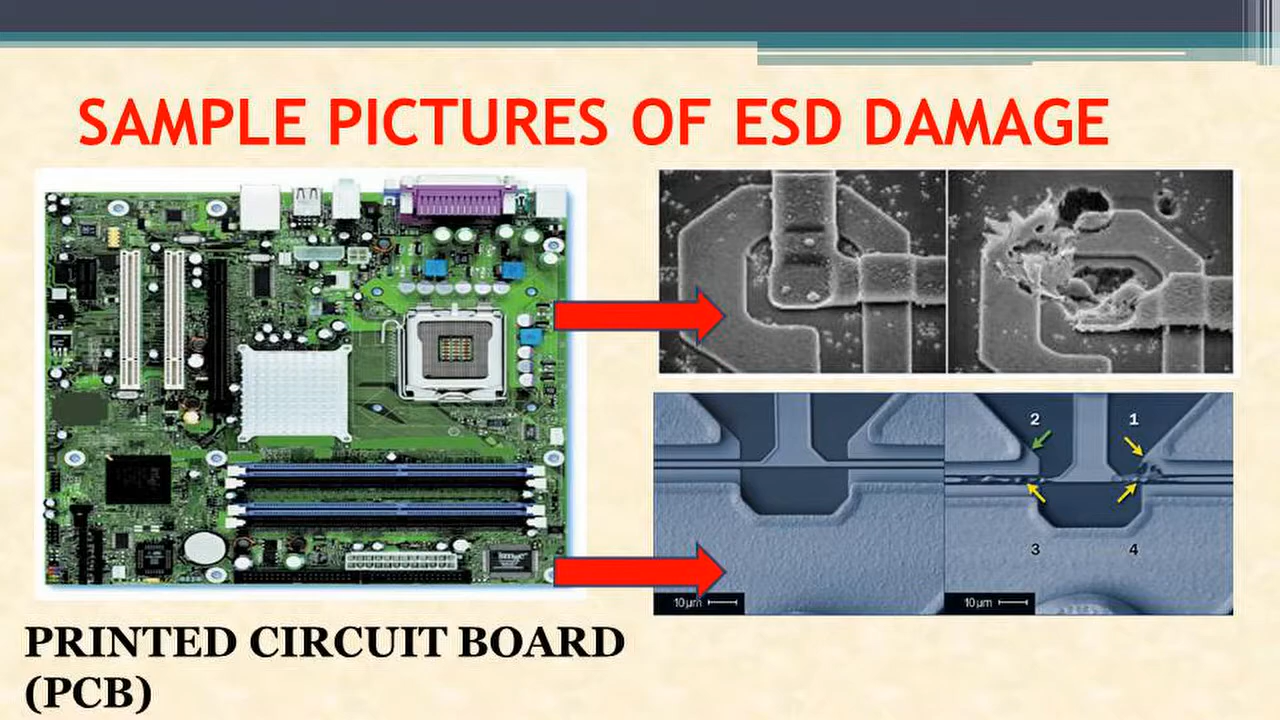 SAMPLE PICTURES OF ESD DAMAGE
2 1
3 4
10 µm
10 µm
PRINTED CIRCUIT BOARD
(PCB)